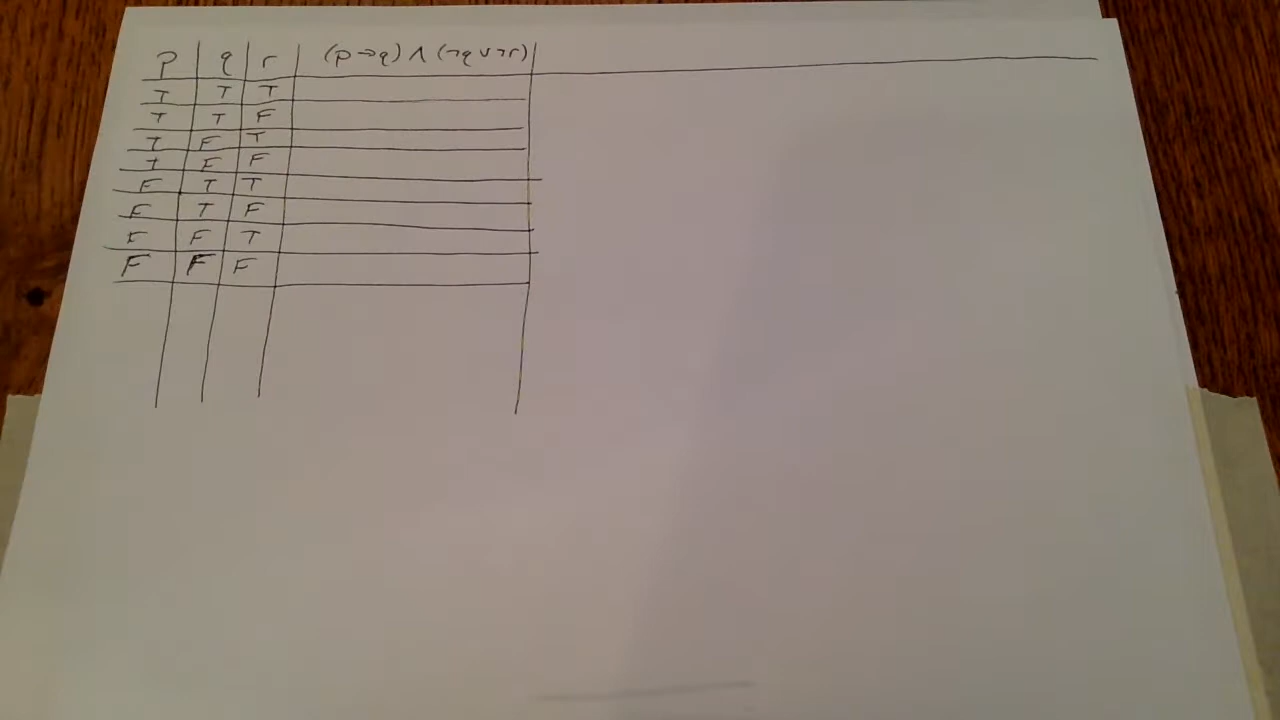 p q r (p→q) ∧ (¬q ∨ ¬r)
T T T
T T F
T F T
T F F
F T T
F T F
F F T
F F F